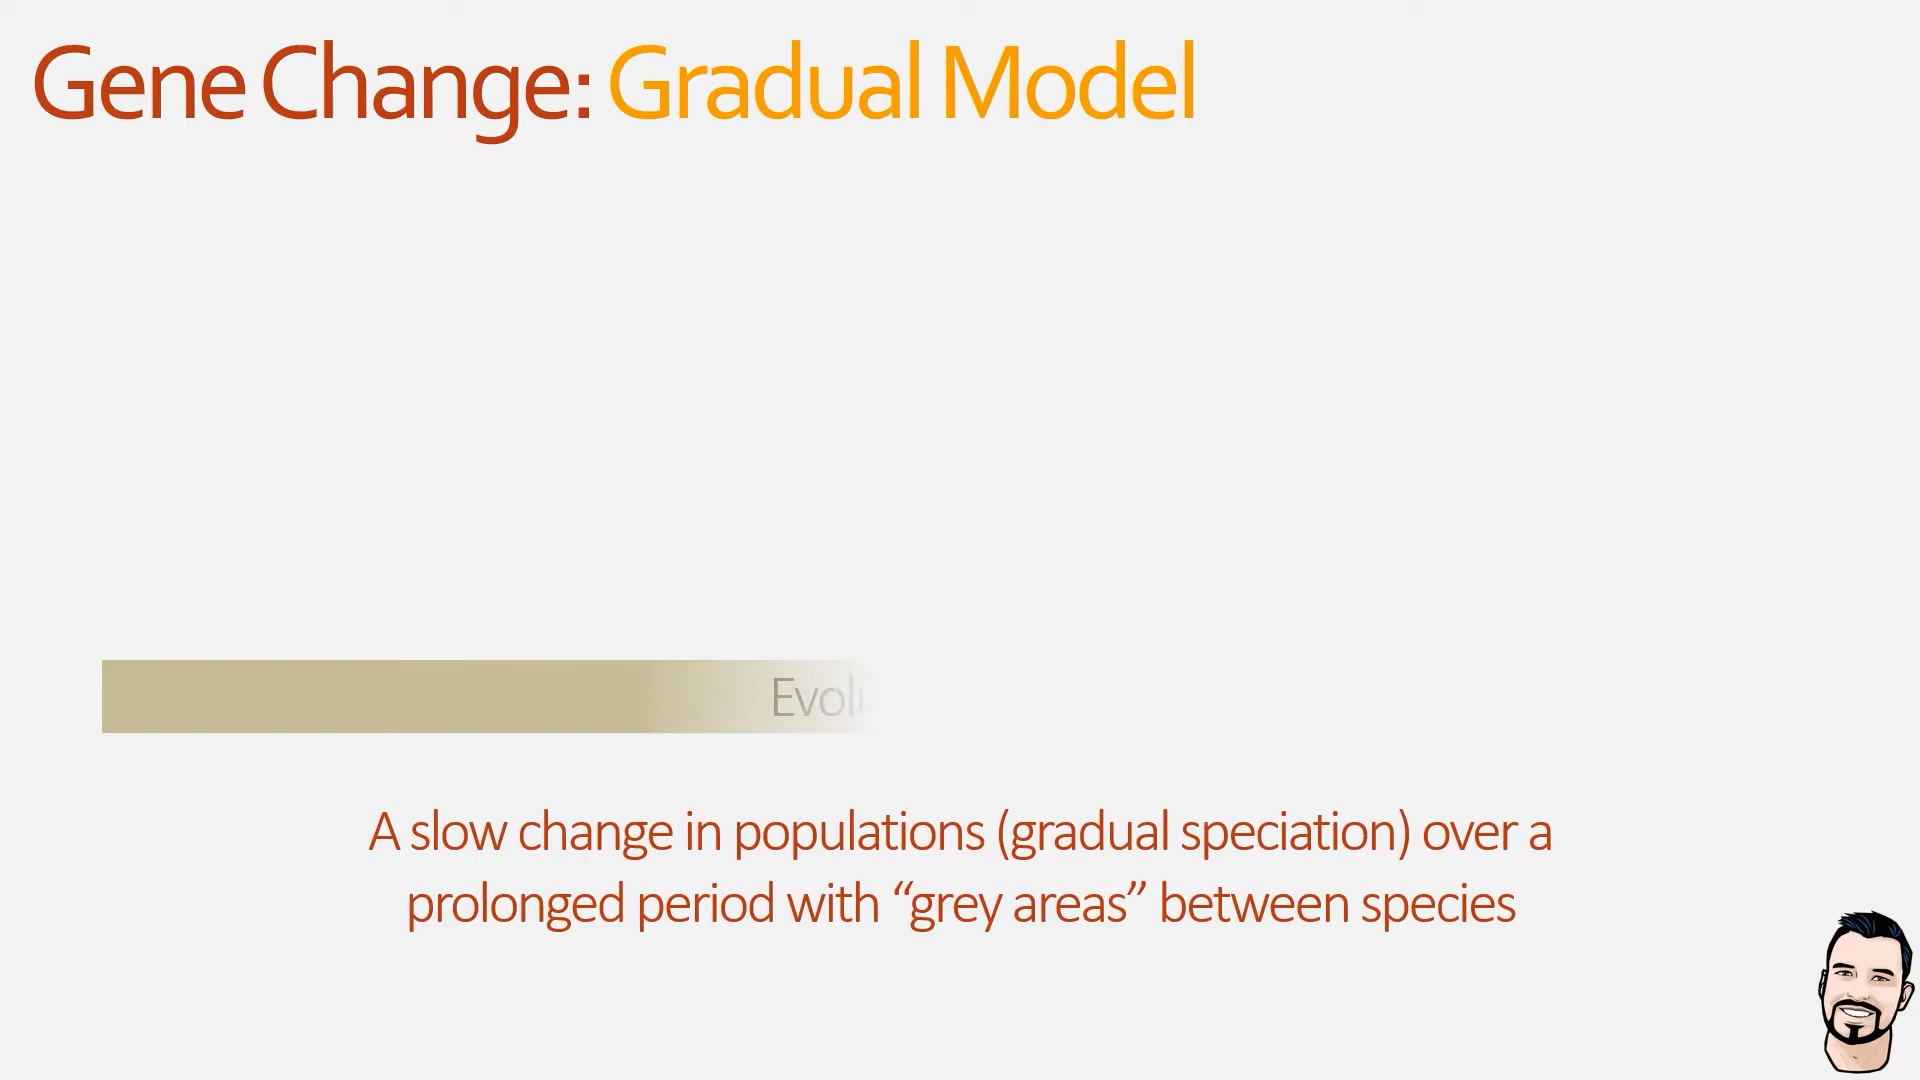 Gene Change: Gradual Model
A slow change in populations (gradual speciation) over a
prolonged period with “grey areas” between species